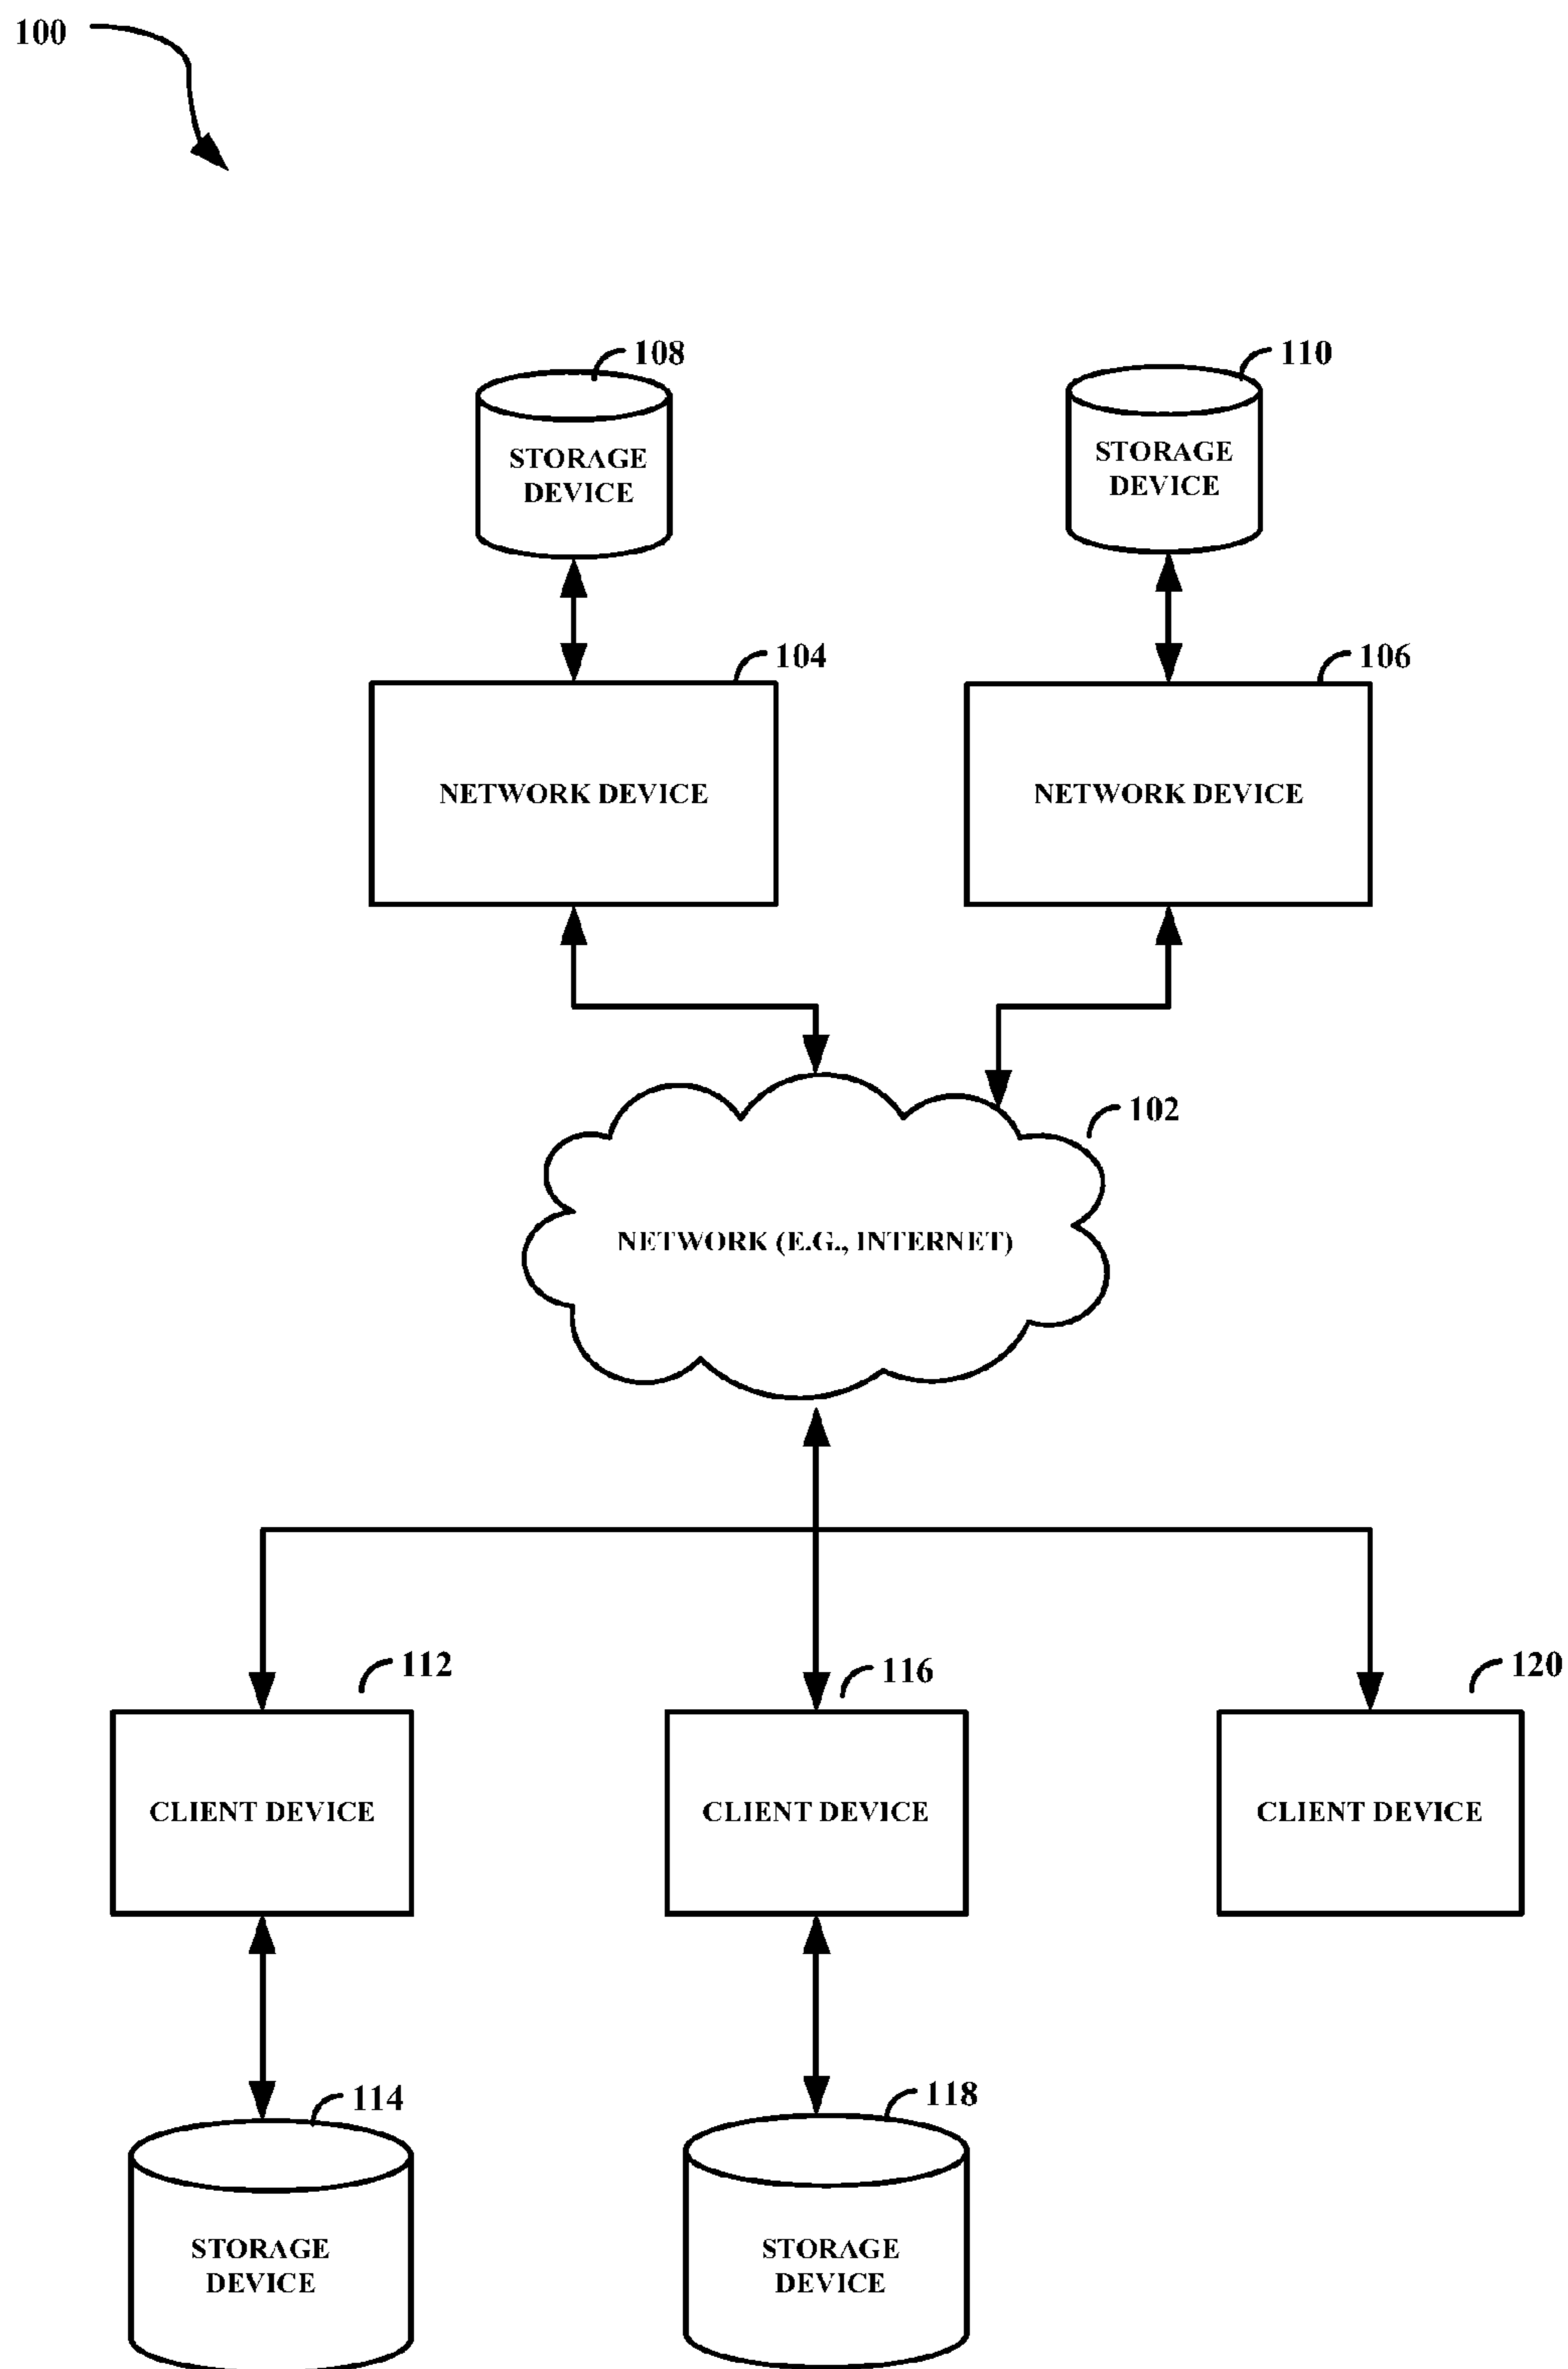 100
108
110
STORAGE
DEVICE
STORAGE
DEVICE
104
106
NETWORK DEVICE
NETWORK DEVICE
102
NETWORK (E.G., INTERNET)
112
116
120
CLIENT DEVICE
CLIENT DEVICE
CLIENT DEVICE
114
118
STORAGE
DEVICE
STORAGE
DEVICE